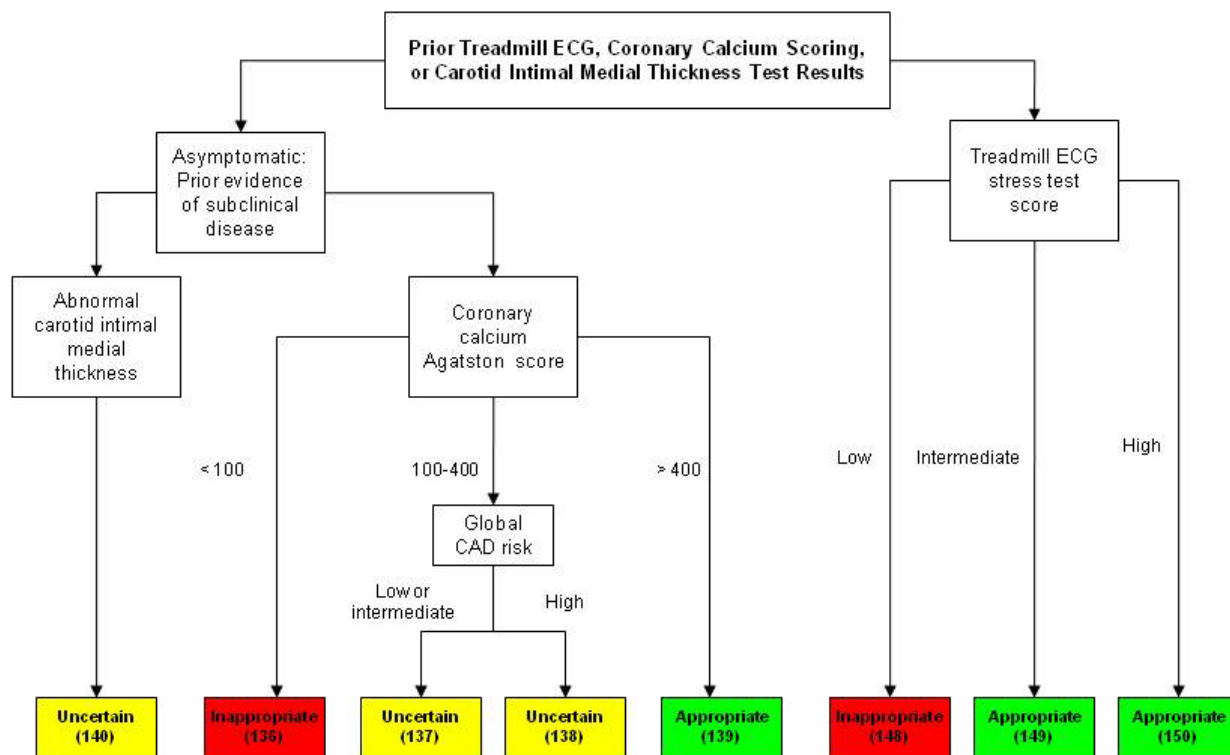 Prior Treadmill ECG, Coronary Calcium Scoring,
or Carotid Intimal Medial Thickness Test Results
Asymptomatic:
Prior evidence
of subclinical
disease
Treadmill ECG
stress test
score
Abnormal
carotid intimal
medial
thickness
Coronary
calcium
Agatston score
< 100
100-400
> 400
Low
Intermediate
High
Global
CAD risk
Low or
intermediate
High
Uncertain
(140)
Inappropriate
(136)
Uncertain
(137)
Uncertain
(138)
Appropriate
(139)
Inappropriate
(148)
Appropriate
(149)
Appropriate
(150)